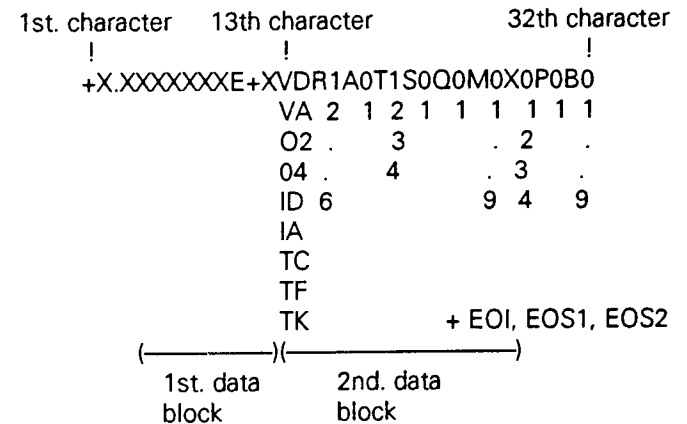 1st. character 13th character 32th character
! ! !
+X.XXXXXXXE+XVDR1A0T1S0Q0M0X0P0B0
VA 2 1 2 1 1 1 1 1 1
O2 . 3 . 2 .
04 . 4 . 3 .
ID 6 9 4 9
IA
TC
TF
TK + EOI, EOS1, EOS2
( )( )
1st. data 2nd. data
block block